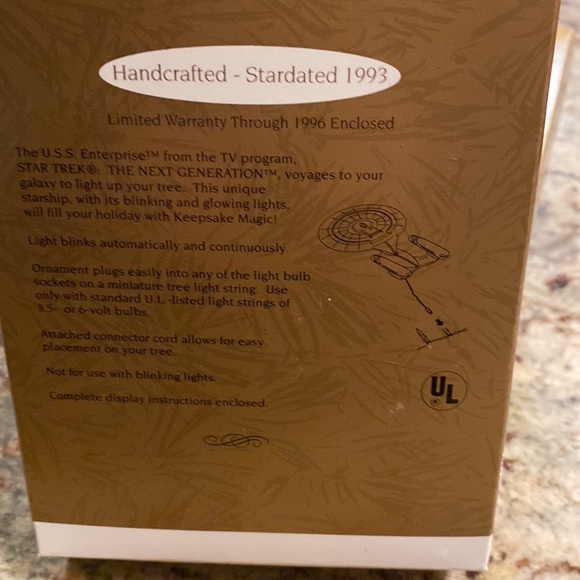 Handcrafted - Stardated 1993
Limited Warranty Through 1996 Enclosed
The U.S.S. Enterprise™ from the TV program,
STAR TREK®: THE NEXT GENERATION™, voyages to your
galaxy to light up your tree. This unique
starship, with its blinking and glowing lights,
will fill your holiday with Keepsake Magic!
Light blinks automatically and continuously.
Ornament plugs easily into any of the light bulb
sockets on a miniature tree light string. Use
only with standard U.L.-listed light strings of
3.5- or 6-volt bulbs.
Attached connector cord allows for easy
placement on your tree.
Not for use with blinking lights.
Complete display instructions enclosed.
UL
®